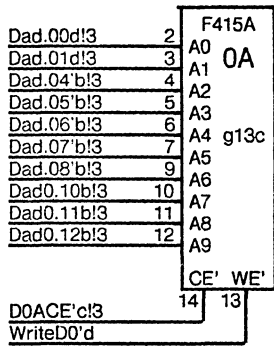 F415A
0A
g13c
Dad.00d!3 2 A0
Dad.01d!3 3 A1
Dad.04'b!3 4 A2
Dad.05'b!3 5 A3
Dad.06'b!3 6 A4
Dad.07'b!3 7 A5
Dad.08'b!3 9 A6
Dad0.10b!3 10 A7
Dad0.11b!3 11 A8
Dad0.12b!3 12 A9
CE' WE'
14 13
D0ACE'c!3
WriteD0'd